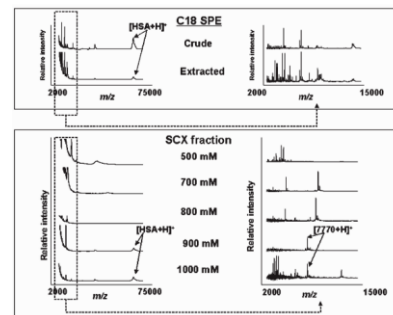 C18 SPE
[HSA+H]⁺
Crude
Extracted
Relative intensity
2000
75000
m/z
Relative intensity
2000
15000
m/z
SCX fraction
500 mM
700 mM
800 mM
900 mM
1000 mM
[HSA+H]⁺
[7770+H]⁺
Relative intensity
2000
75000
m/z
Relative intensity
2000
15000
m/z